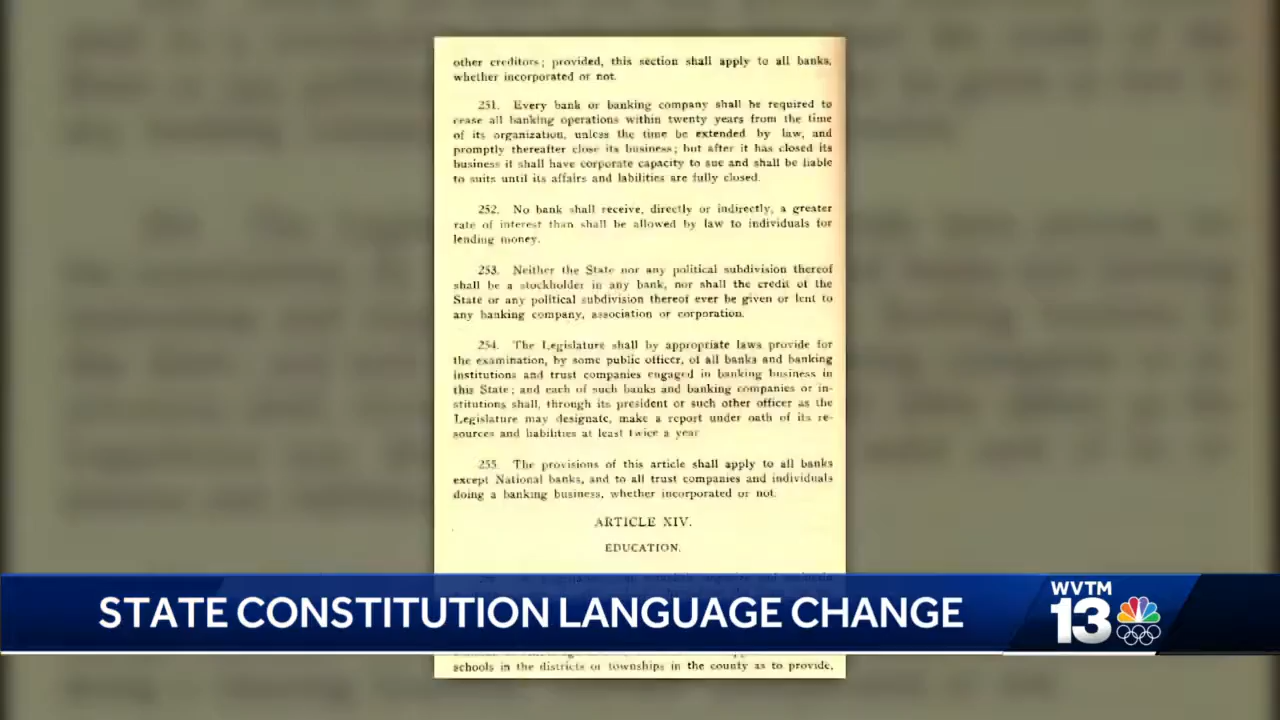 other creditors; provided, this section shall apply to all banks,
whether incorporated or not.
251. Every bank or banking company shall be required to
cease all banking operations within twenty years from the time
of its organization, unless the time be extended by law, and
promptly thereafter close its business; but after it has closed its
business it shall have corporate capacity to sue and shall be liable
to suits until its affairs and labilities are fully closed.
252. No bank shall receive, directly or indirectly, a greater
rate of interest than shall be allowed by law to individuals for
lending money.
253. Neither the State nor any political subdivision thereof
shall be a stockholder in any bank, nor shall the credit of the
State or any political subdivision thereof ever be given or lent to
any banking company, association or corporation.
254. The Legislature shall by appropriate laws provide for
the examination, by some public officer, of all banks and banking
institutions and trust companies engaged in banking business in
this State; and each of such banks and banking companies or in-
stitutions shall, through its president or such other officer as the
Legislature may designate, make a report under oath of its re-
sources and liabilities at least twice a year
255. The provisions of this article shall apply to all banks
except National banks, and to all trust companies and individuals
doing a banking business, whether incorporated or not.
ARTICLE XIV.
EDUCATION.
STATE CONSTITUTION LANGUAGE CHANGE
WVTM
13
schools in the districts or townships in the county as to provide,